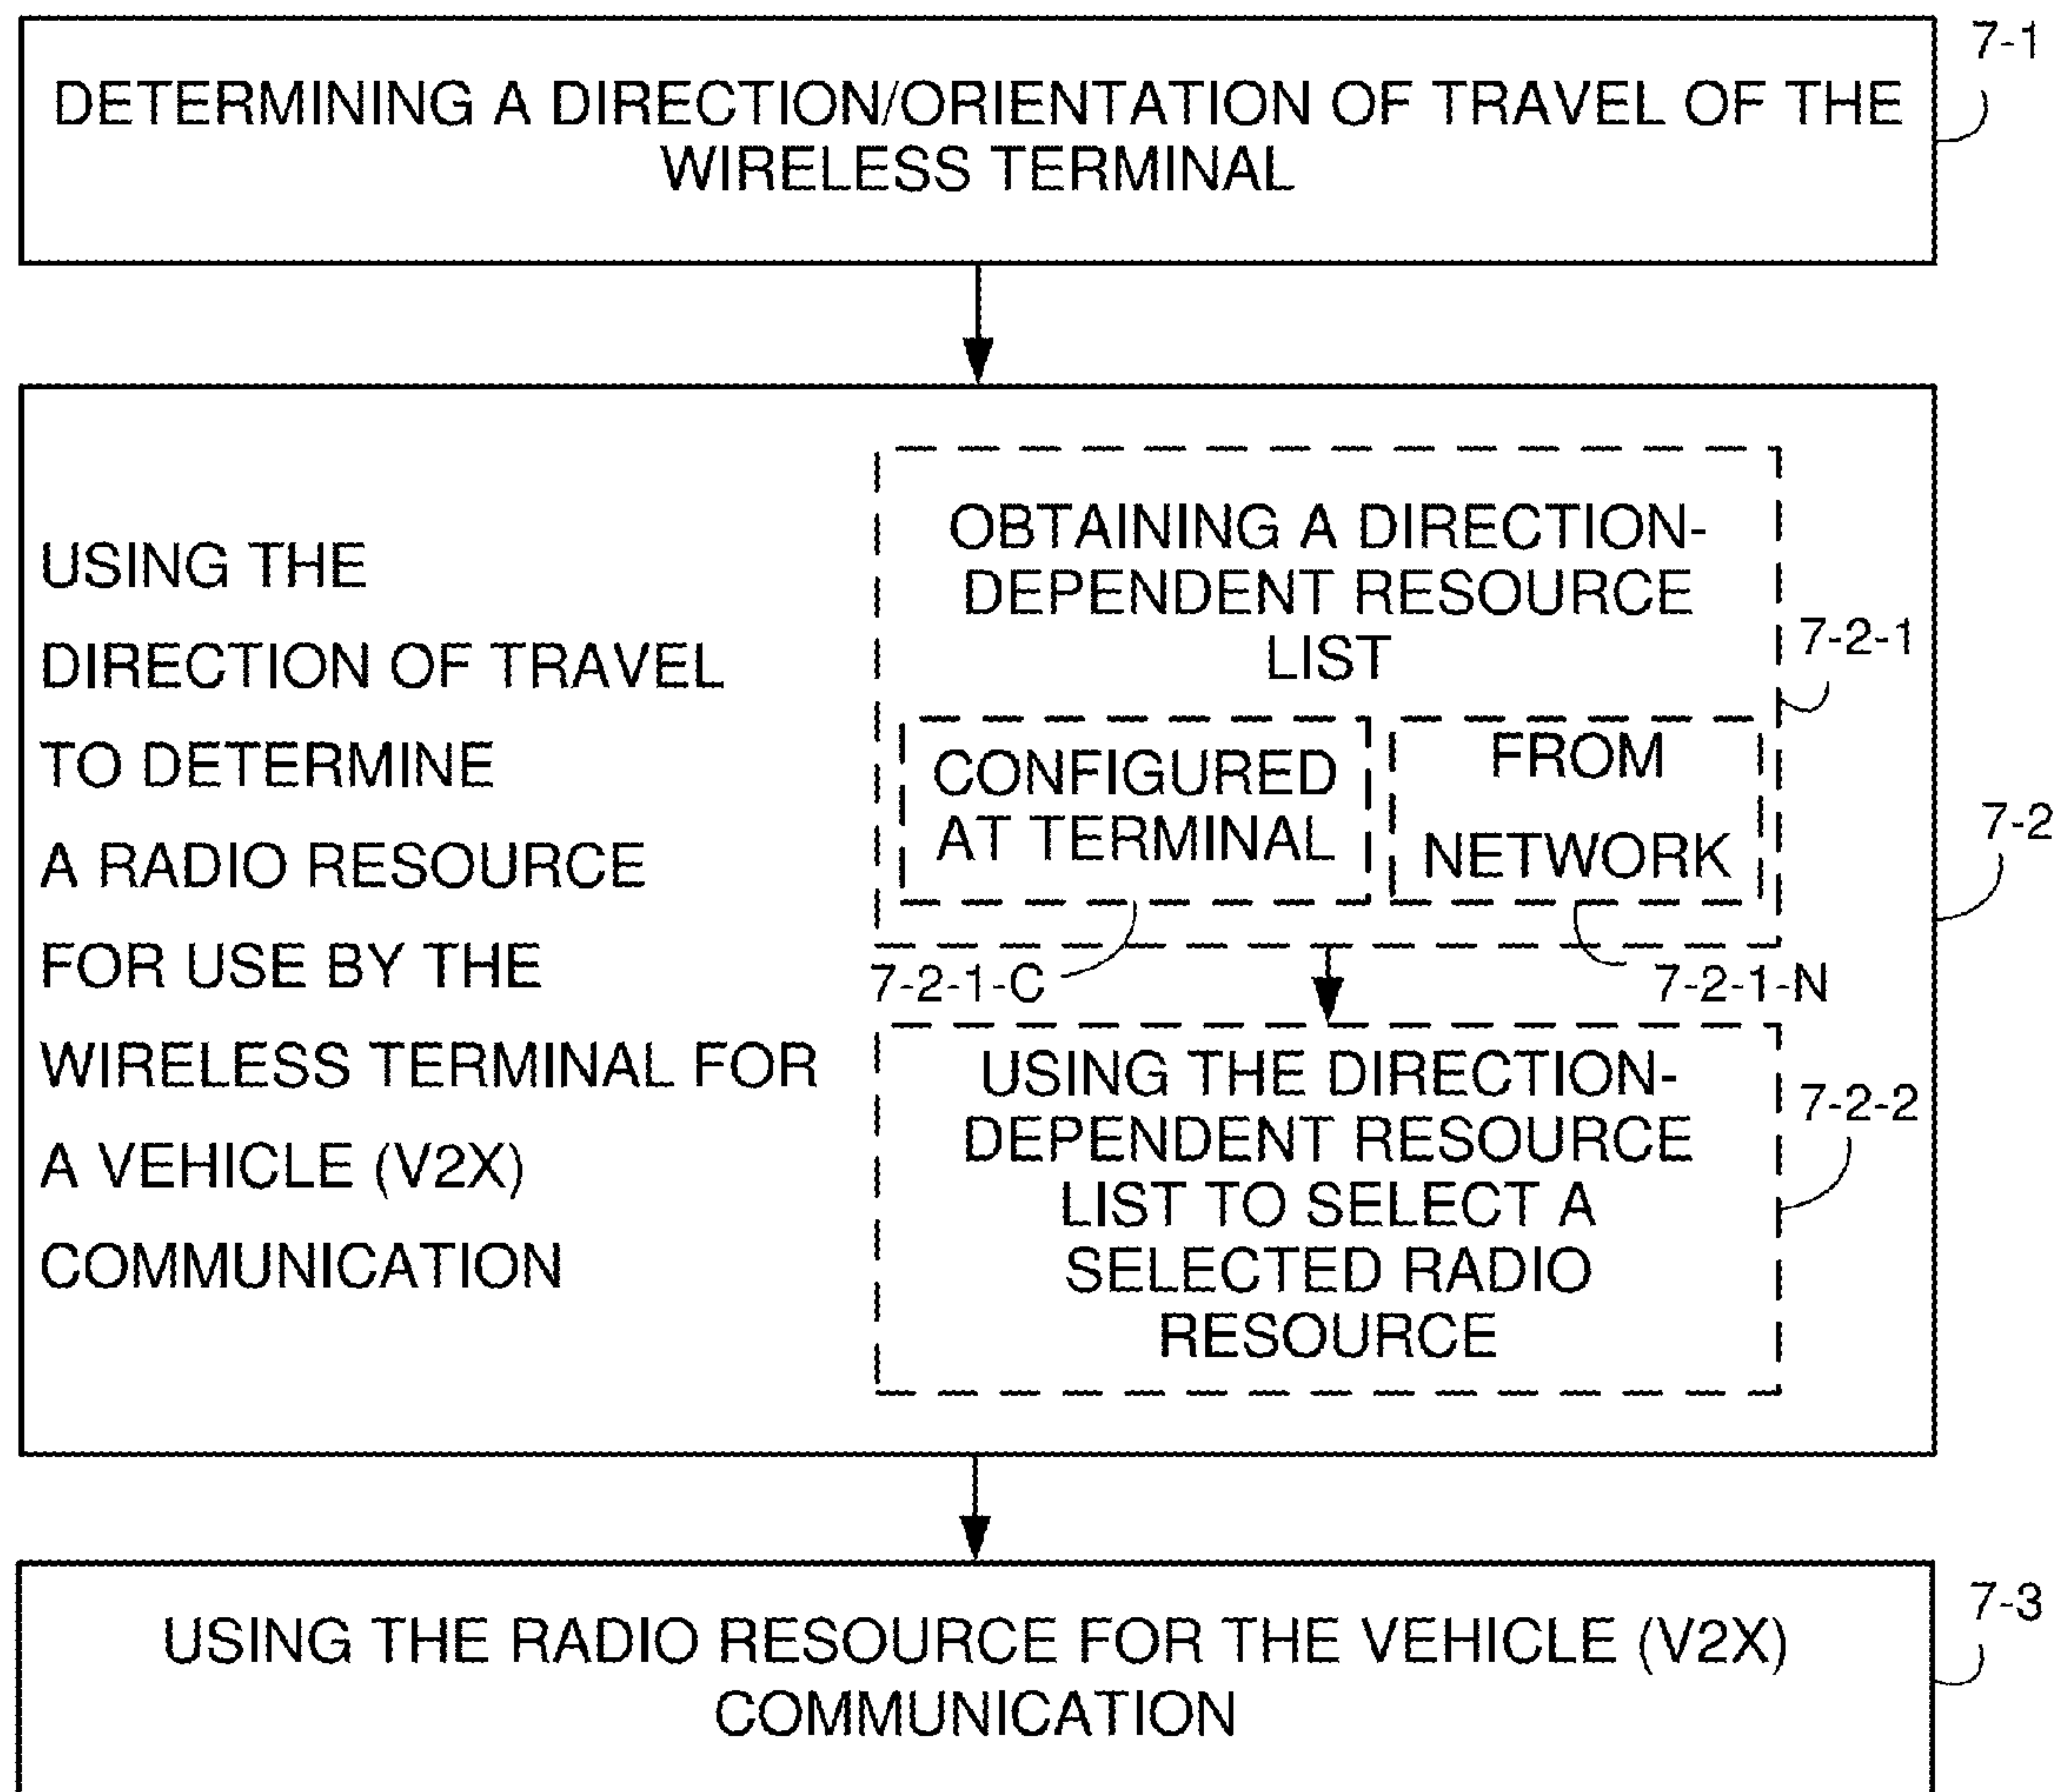 7-1
DETERMINING A DIRECTION/ORIENTATION OF TRAVEL OF THE
WIRELESS TERMINAL
USING THE
DIRECTION OF TRAVEL
TO DETERMINE
A RADIO RESOURCE
FOR USE BY THE
WIRELESS TERMINAL FOR
A VEHICLE (V2X)
COMMUNICATION
OBTAINING A DIRECTION-
DEPENDENT RESOURCE
LIST
7-2-1
CONFIGURED
AT TERMINAL
FROM
NETWORK
7-2
7-2-1-C
7-2-1-N
USING THE DIRECTION-
DEPENDENT RESOURCE
LIST TO SELECT A
SELECTED RADIO
RESOURCE
7-2-2
7-3
USING THE RADIO RESOURCE FOR THE VEHICLE (V2X)
COMMUNICATION